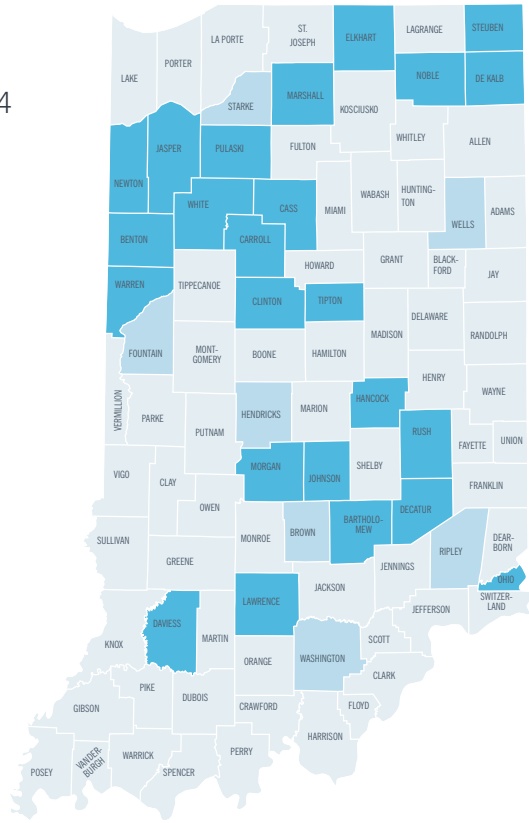 4
LA PORTE
ST.
JOSEPH
ELKHART
LAGRANGE
STEUBEN
PORTER
LAKE
NOBLE
DE KALB
STARKE
MARSHALL
KOSCIUSKO
WHITLEY
ALLEN
JASPER
PULASKI
FULTON
NEWTON
WHITE
CASS
MIAMI
WABASH
HUNTING-
TON
WELLS
ADAMS
BENTON
CARROLL
HOWARD
GRANT
BLACK-
FORD
JAY
WARREN
TIPPECANOE
CLINTON
TIPTON
MADISON
DELAWARE
RANDOLPH
FOUNTAIN
MONT-
GOMERY
BOONE
HAMILTON
HENRY
WAYNE
VERMILLION
PARKE
PUTNAM
HENDRICKS
MARION
HANCOCK
RUSH
FAYETTE
UNION
VIGO
CLAY
MORGAN
JOHNSON
SHELBY
FRANKLIN
OWEN
DECATUR
SULLIVAN
GREENE
MONROE
BROWN
BARTHOLO-
MEW
JENNINGS
RIPLEY
DEAR-
BORN
OHIO
SWITZER-
LAND
JACKSON
JEFFERSON
LAWRENCE
DAVIESS
KNOX
MARTIN
ORANGE
WASHINGTON
SCOTT
CLARK
PIKE
DUBOIS
GIBSON
CRAWFORD
FLOYD
HARRISON
POSEY
VANDER-
BURGH
WARRICK
SPENCER
PERRY